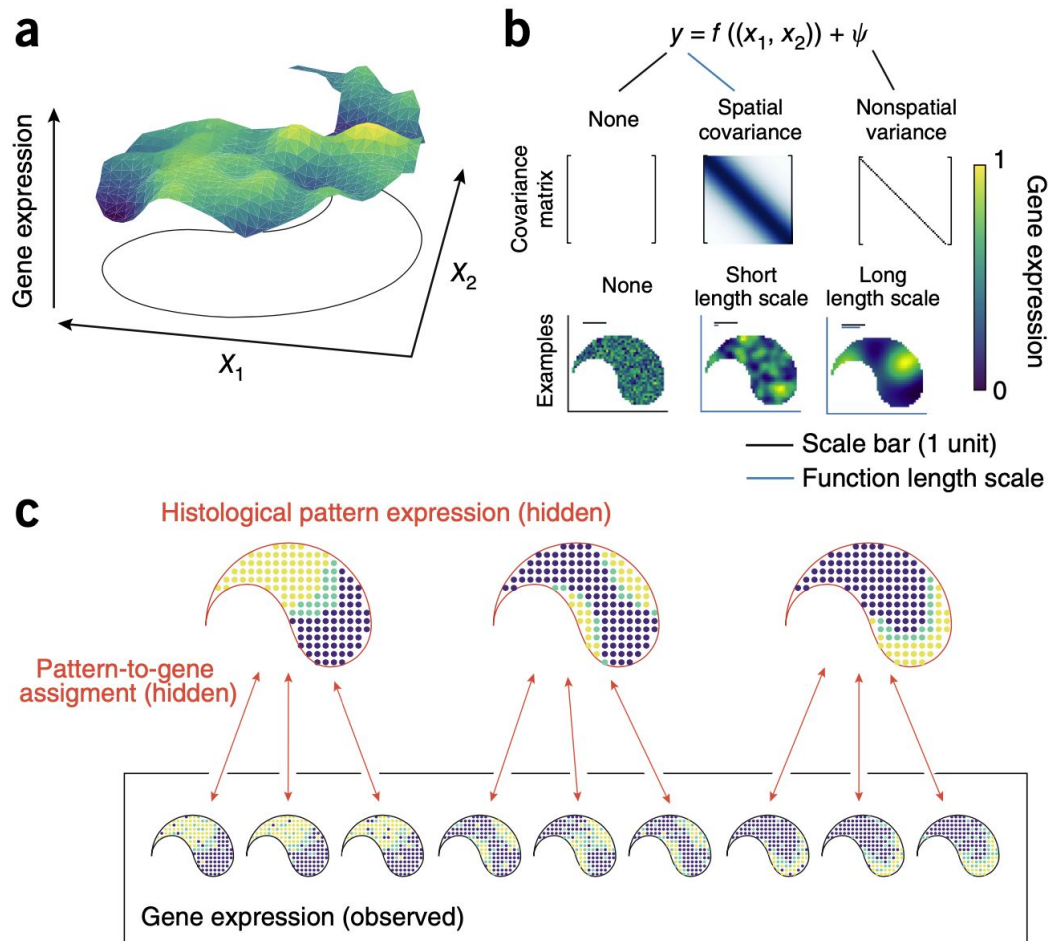 a
Gene expression
X1
X2
b
y = f ((x1, x2)) + ψ
None
Spatial
covariance
Nonspatial
variance
Covariance
matrix
None
Short
length scale
Long
length scale
Examples
1
0
Gene expression
Scale bar (1 unit)
Function length scale
c
Histological pattern expression (hidden)
Pattern-to-gene
assigment (hidden)
Gene expression (observed)